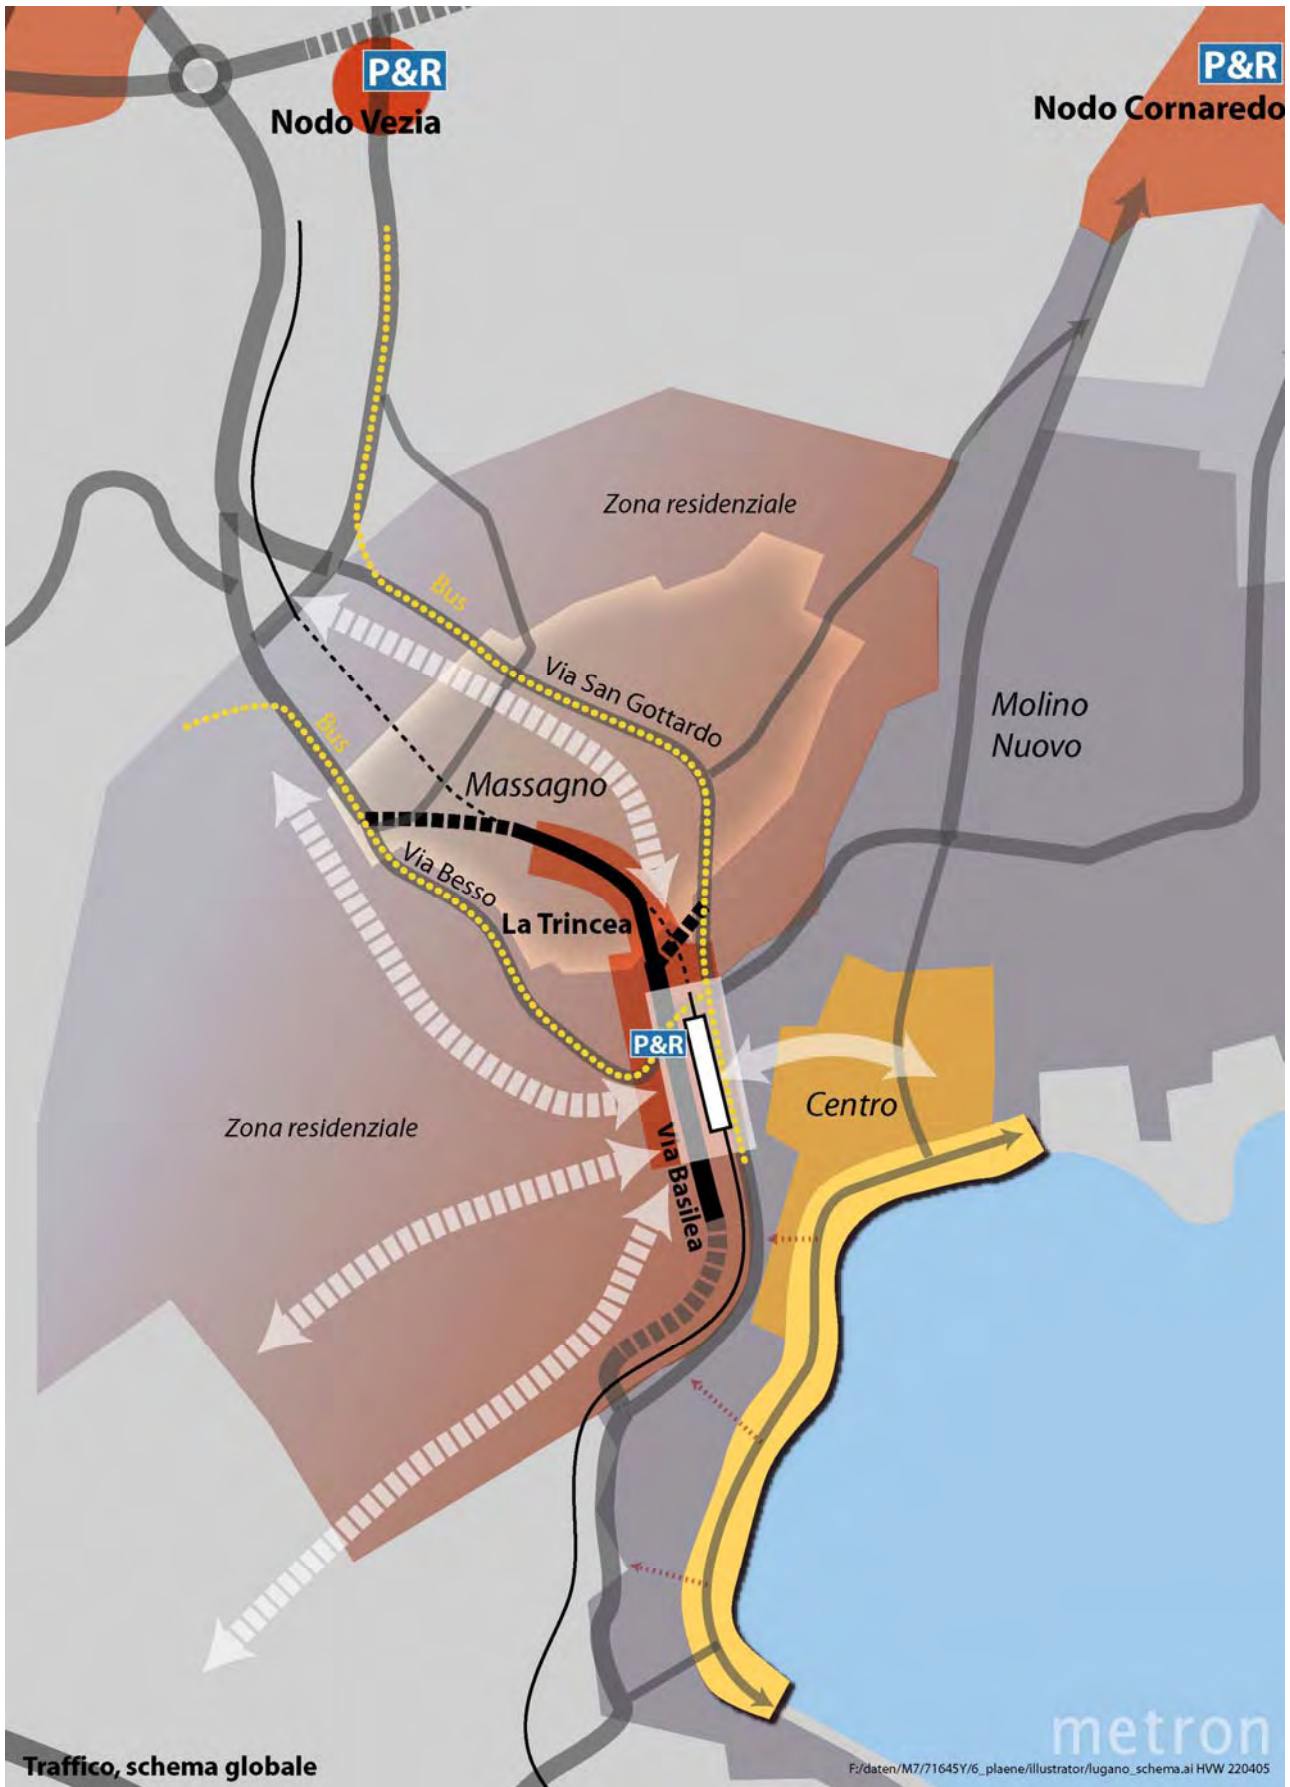 P&R
Nodo Vezia
P&R
Nodo Cornaredo
Zona residenziale
Bus
Via San Gottardo
Molino
Nuovo
Bus
Massagno
Via Besso
La Trincea
P&R
Centro
Zona residenziale
Via Basilea
metron
Traffico, schema globale
F:/daten/M7/71645Y/6_plaene/illustrator/lugano_schema.ai HVW 220405